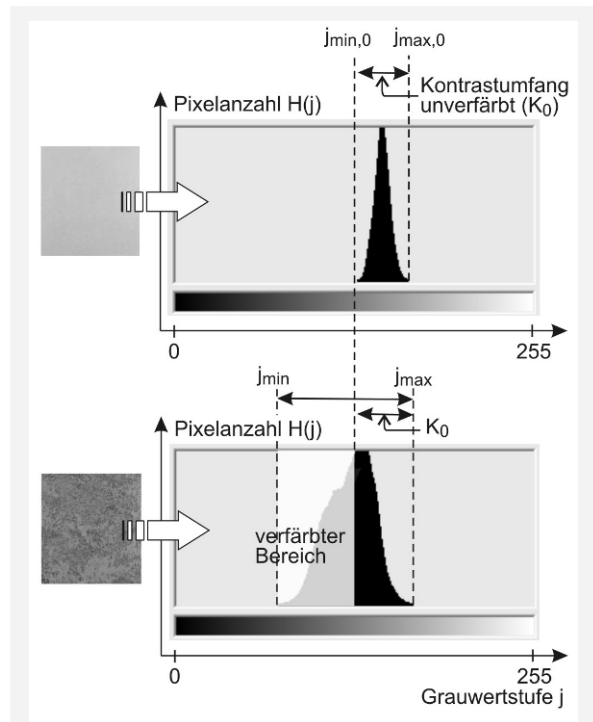 jmin,0 jmax,0
Kontrastumfang
unverfärbt (K0)
Pixelanzahl H(j)
0 255
jmin jmax
K0
Pixelanzahl H(j)
verfärbter
Bereich
0 255
Grauwertstufe j